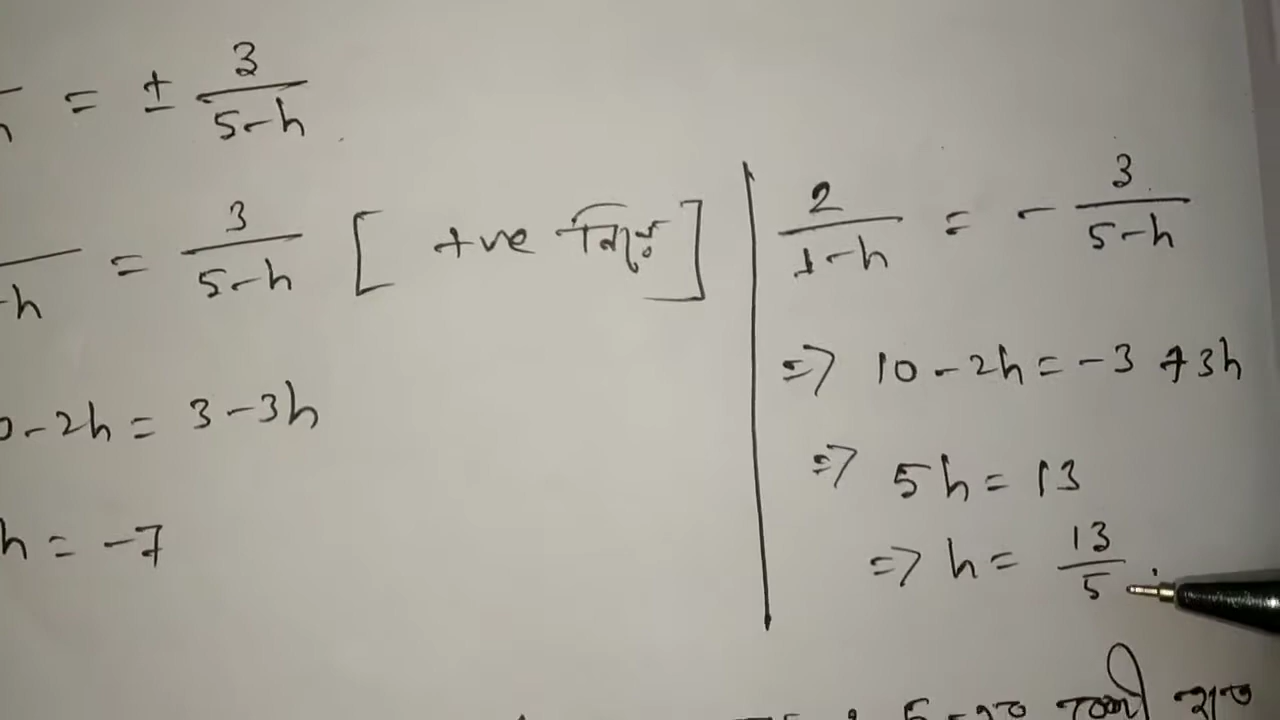 = ± 3/(5-h)
= 3/(5-h) [ +ve নিয়ে ]
-2h = 3-3h
h = -7
2/(1-h) = - 3/(5-h)
=> 10-2h = -3+3h
=> 5h = 13
=> h = 13/5.